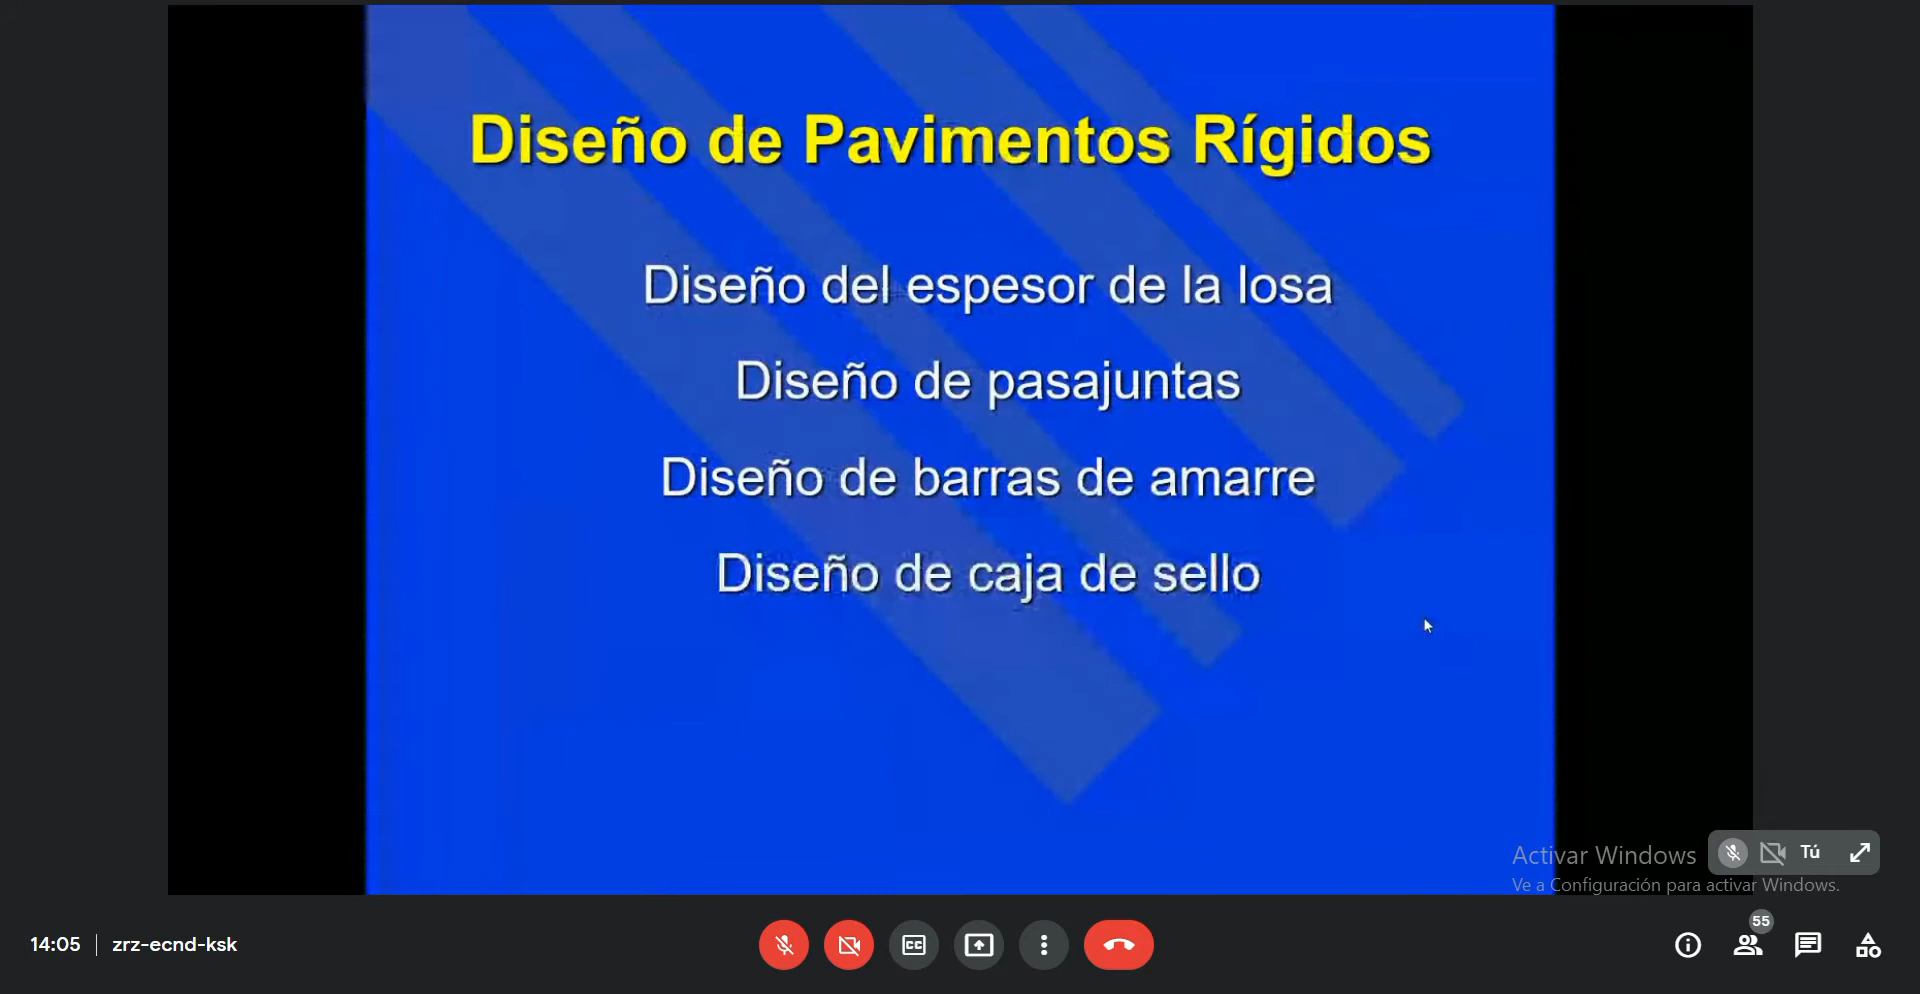 Diseño de Pavimentos Rígidos
Diseño del espesor de la losa
Diseño de pasajuntas
Diseño de barras de amarre
Diseño de caja de sello
Activar Windows
Ve a Configuración para activar Windows.
Tú
14:05 | zrz-ecnd-ksk
CC
55